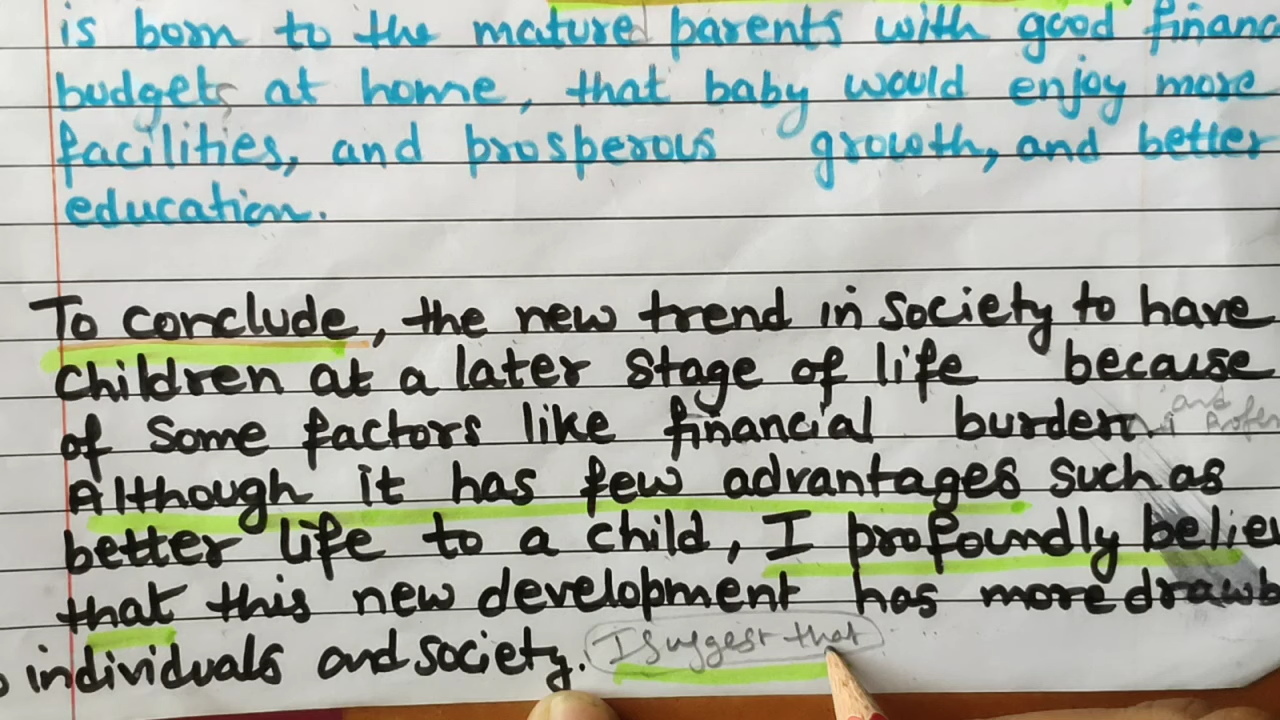 is born to the mature parents with good financ
budgets at home, that baby would enjoy more
facilities, and prosperous growth, and better
education.
To conclude, the new trend in society to have
children at a later stage of life because
of some factors like financial burden. and
Although it has few advantages such as
better life to a child, I profoundly believ
that this new development has more drawb
individuals and society. I suggest that